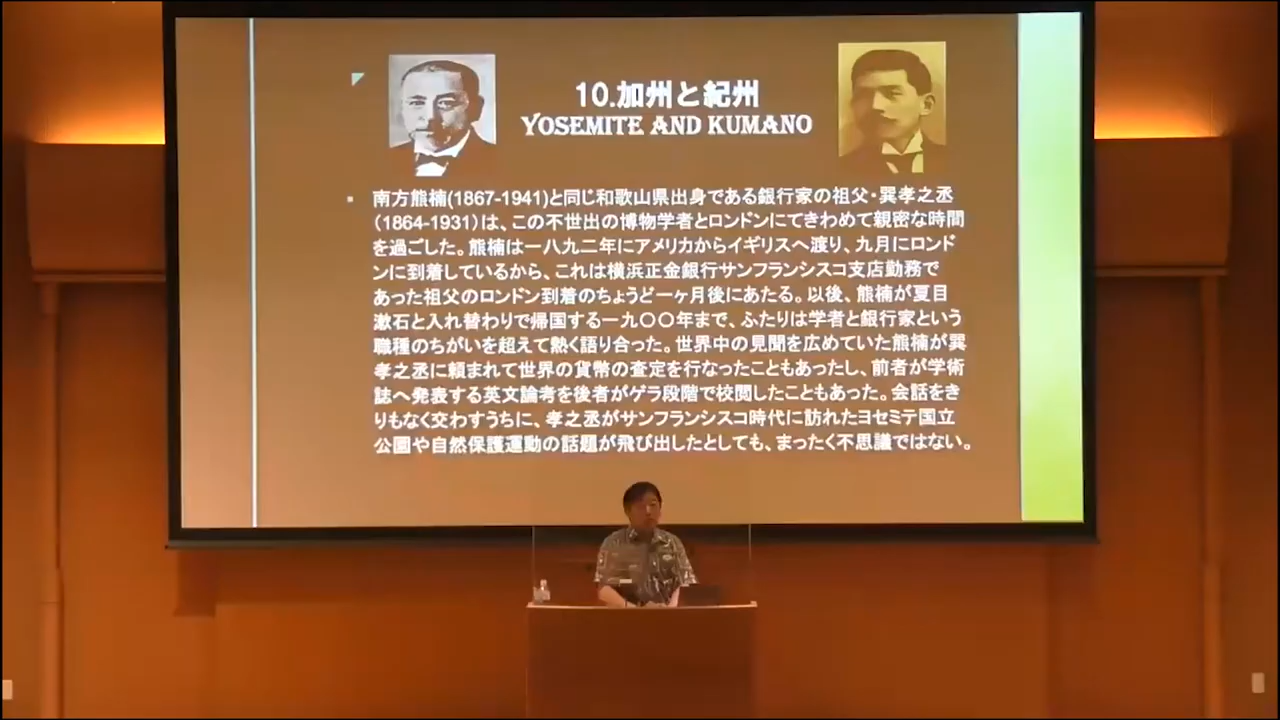 10.加州と紀州
YOSEMITE AND KUMANO
南方熊楠(1867-1941)と同じ和歌山県出身である銀行家の祖父・巽孝之丞
（1864-1931）は、この不世出の博物学者とロンドンにてきわめて親密な時間
を過ごした。熊楠は一八九二年にアメリカからイギリスへ渡り、九月にロンド
ンに到着しているから、これは横浜正金銀行サンフランシスコ支店勤務で
あった祖父のロンドン到着のちょうど一ヶ月後にあたる。以後、熊楠が夏目
漱石と入れ替わりで帰国する一九〇〇年まで、ふたりは学者と銀行家という
職種のちがいを超えて熱く語り合った。世界中の見聞を広めていた熊楠が巽
孝之丞に頼まれて世界の貨幣の査定を行なったこともあったし、前者が学術
誌へ発表する英文論考を後者がゲラ段階で校閲したこともあった。会話をき
りもなく交わすうちに、孝之丞がサンフランシスコ時代に訪れたヨセミテ国立
公園や自然保護運動の話題が飛び出したとしても、まったく不思議ではない。